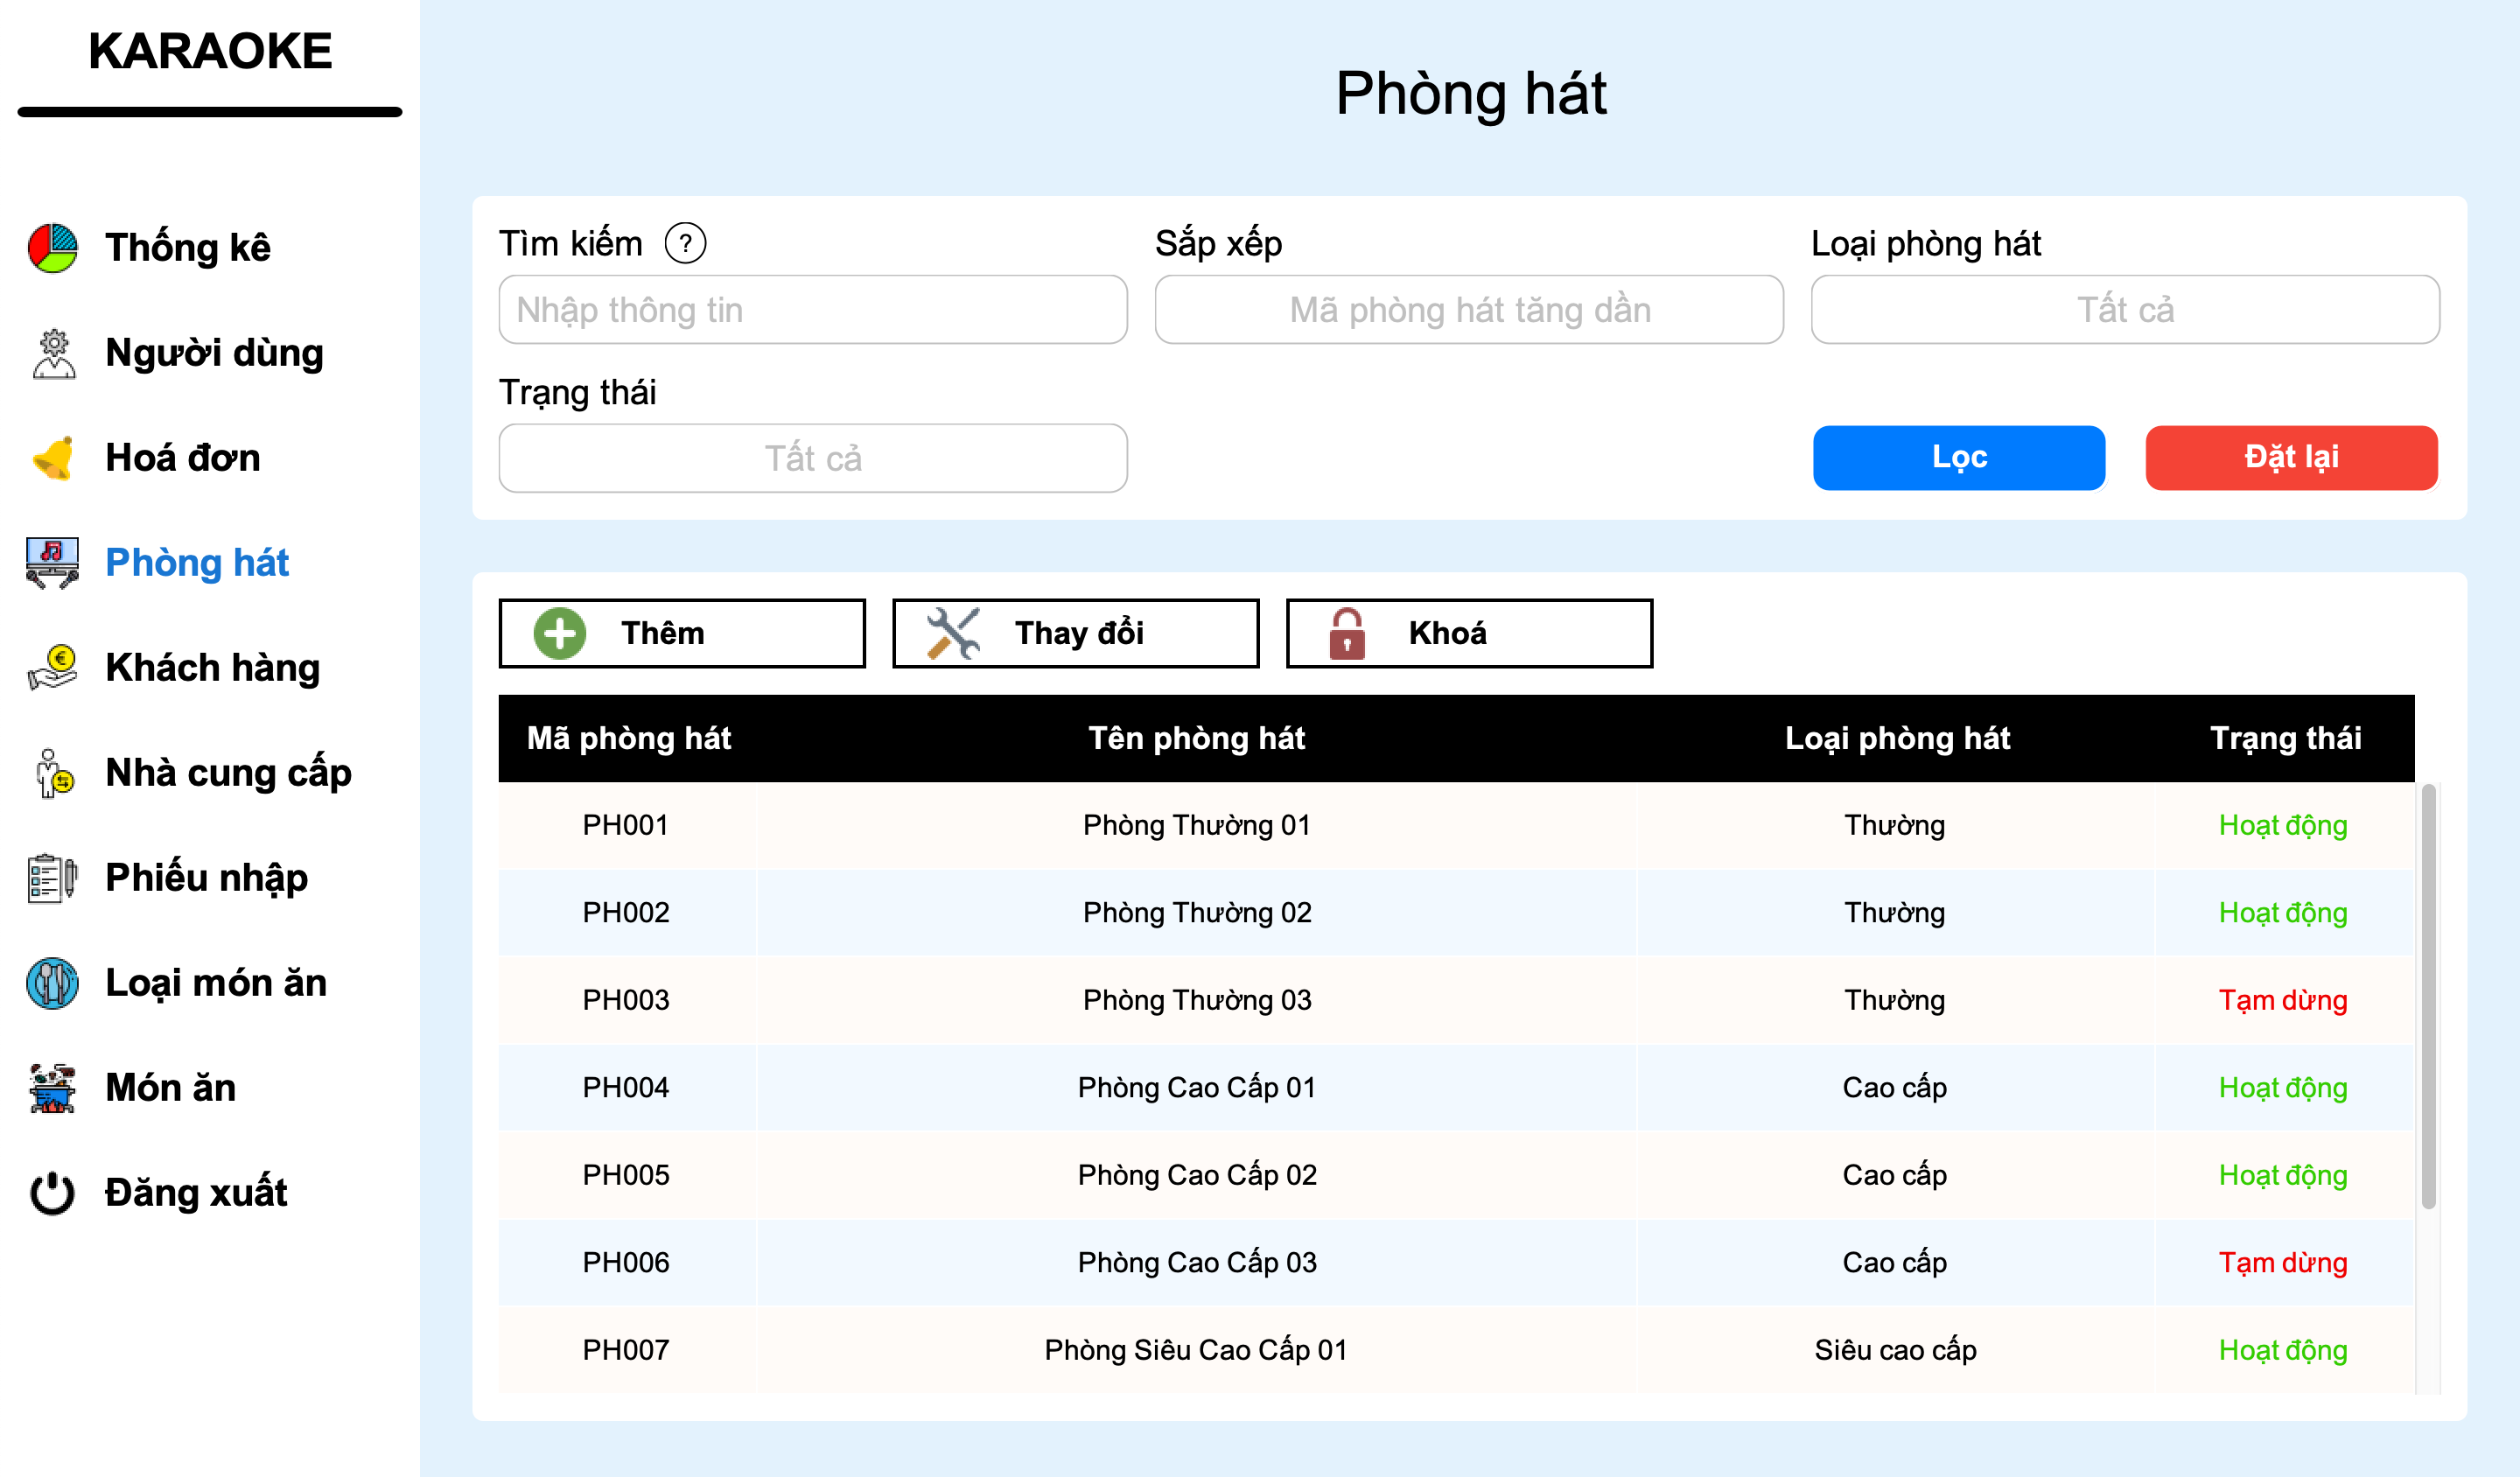 KARAOKE
Thống kê
Người dùng
Hoá đơn
Phòng hát
Khách hàng
Nhà cung cấp
Phiếu nhập
Loại món ăn
Món ăn
Đăng xuất
Phòng hát
Tìm kiếm ? Sắp xếp Loại phòng hát
Nhập thông tin Mã phòng hát tăng dần Tất cả
Trạng thái
Tất cả Lọc Đặt lại
Thêm Thay đổi Khoá
Mã phòng hát Tên phòng hát Loại phòng hát Trạng thái
PH001 Phòng Thường 01 Thường Hoạt động
PH002 Phòng Thường 02 Thường Hoạt động
PH003 Phòng Thường 03 Thường Tạm dừng
PH004 Phòng Cao Cấp 01 Cao cấp Hoạt động
PH005 Phòng Cao Cấp 02 Cao cấp Hoạt động
PH006 Phòng Cao Cấp 03 Cao cấp Tạm dừng
PH007 Phòng Siêu Cao Cấp 01 Siêu cao cấp Hoạt động